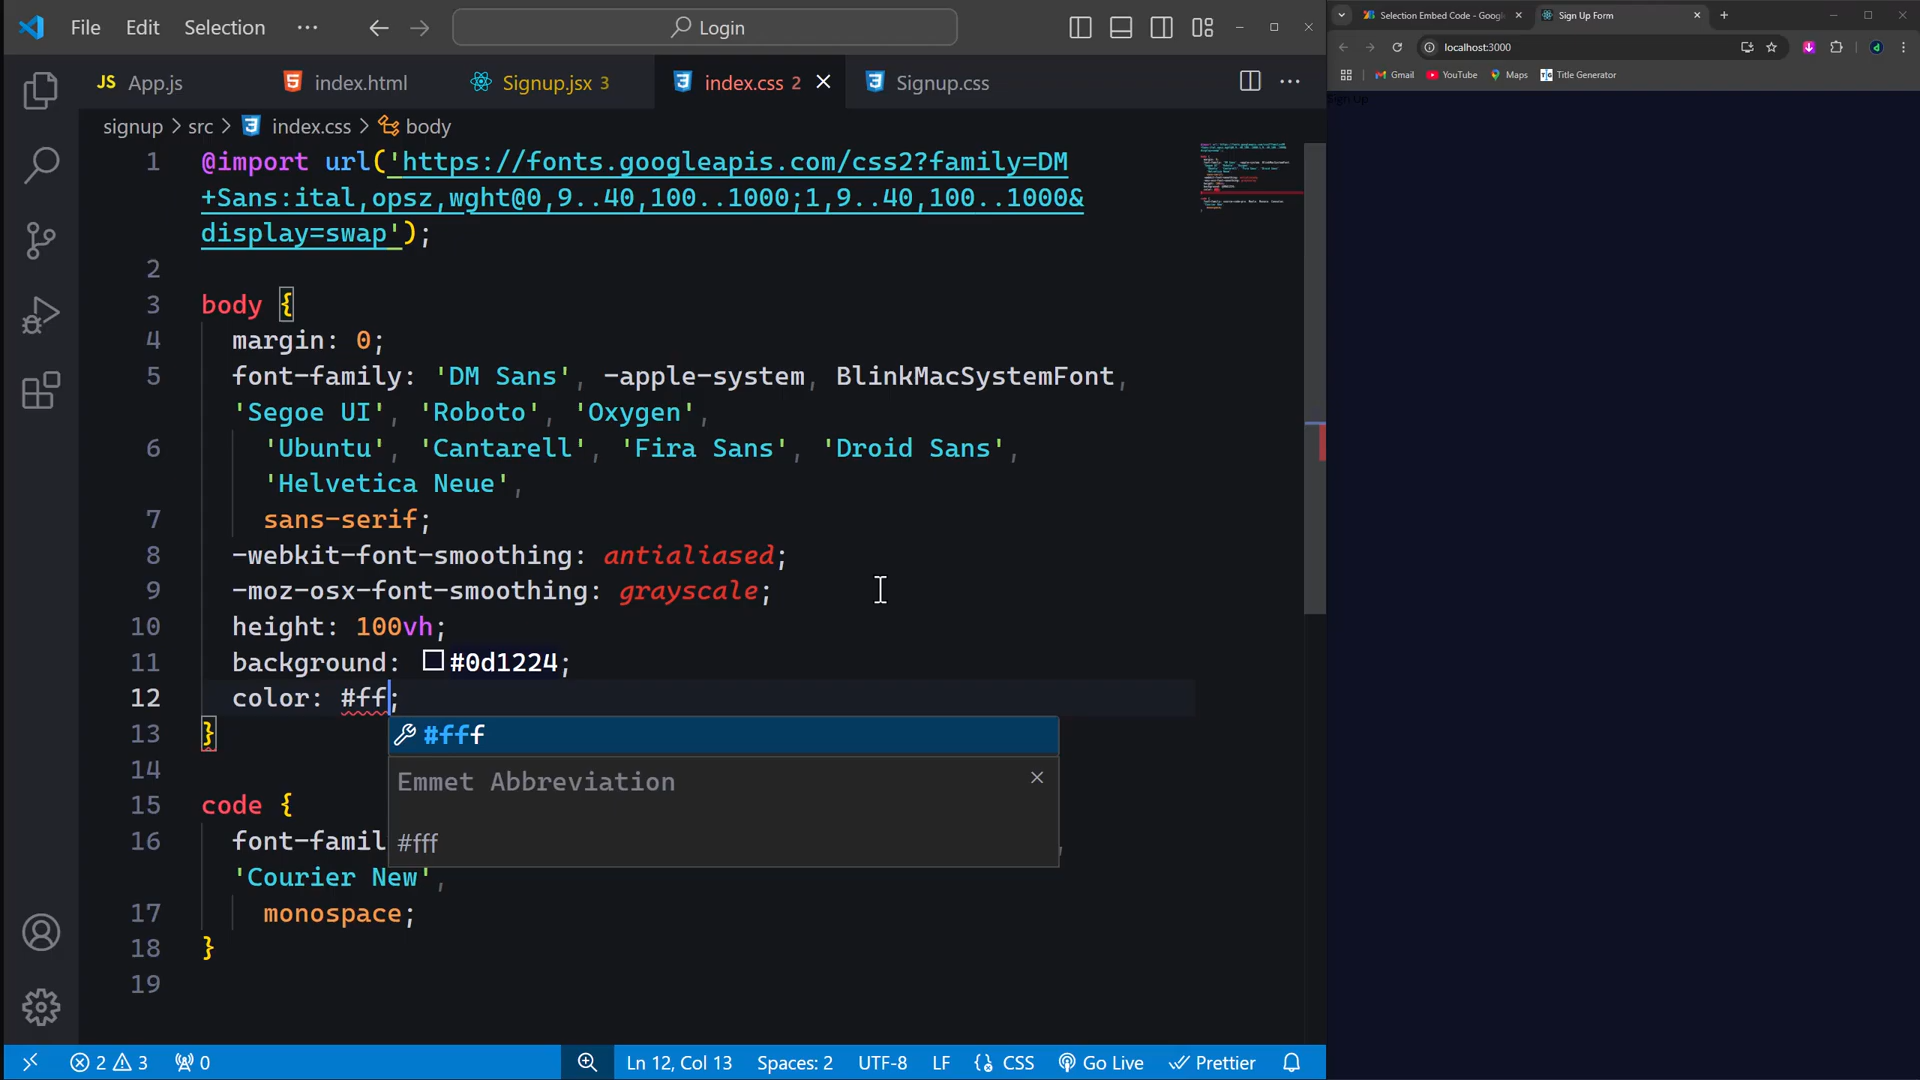 File Edit Selection ··· Login
Selection Embed Code - Googl
Sign Up Form
localhost:3000
Gmail YouTube Maps TG Title Generator
Sign Up
JS App.js
index.html
Signup.jsx 3
index.css 2
Signup.css
signup > src > index.css > body
1 @import url('https://fonts.googleapis.com/css2?family=DM
+Sans:ital,opsz,wght@0,9..40,100..1000;1,9..40,100..1000&
display=swap');
2
3 body {
4 margin: 0;
5 font-family: 'DM Sans', -apple-system, BlinkMacSystemFont,
'Segoe UI', 'Roboto', 'Oxygen',
6 'Ubuntu', 'Cantarell', 'Fira Sans', 'Droid Sans',
'Helvetica Neue',
7 sans-serif;
8 -webkit-font-smoothing: antialiased;
9 -moz-osx-font-smoothing: grayscale;
10 height: 100vh;
11 background: #0d1224;
12 color: #ff;
13 }
#fff
14
Emmet Abbreviation
15 code {
16 font-famil ,
#fff
'Courier New',
17 monospace;
18 }
19
2 3 0 Ln 12, Col 13 Spaces: 2 UTF-8 LF {} CSS Go Live Prettier